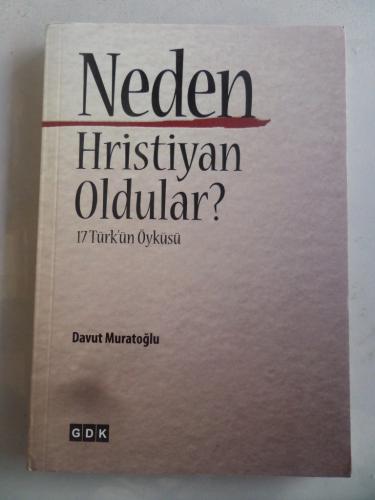 Neden
Hristiyan
Oldular?
17 Türk'ün Öyküsü
Davut Muratoğlu
GDK